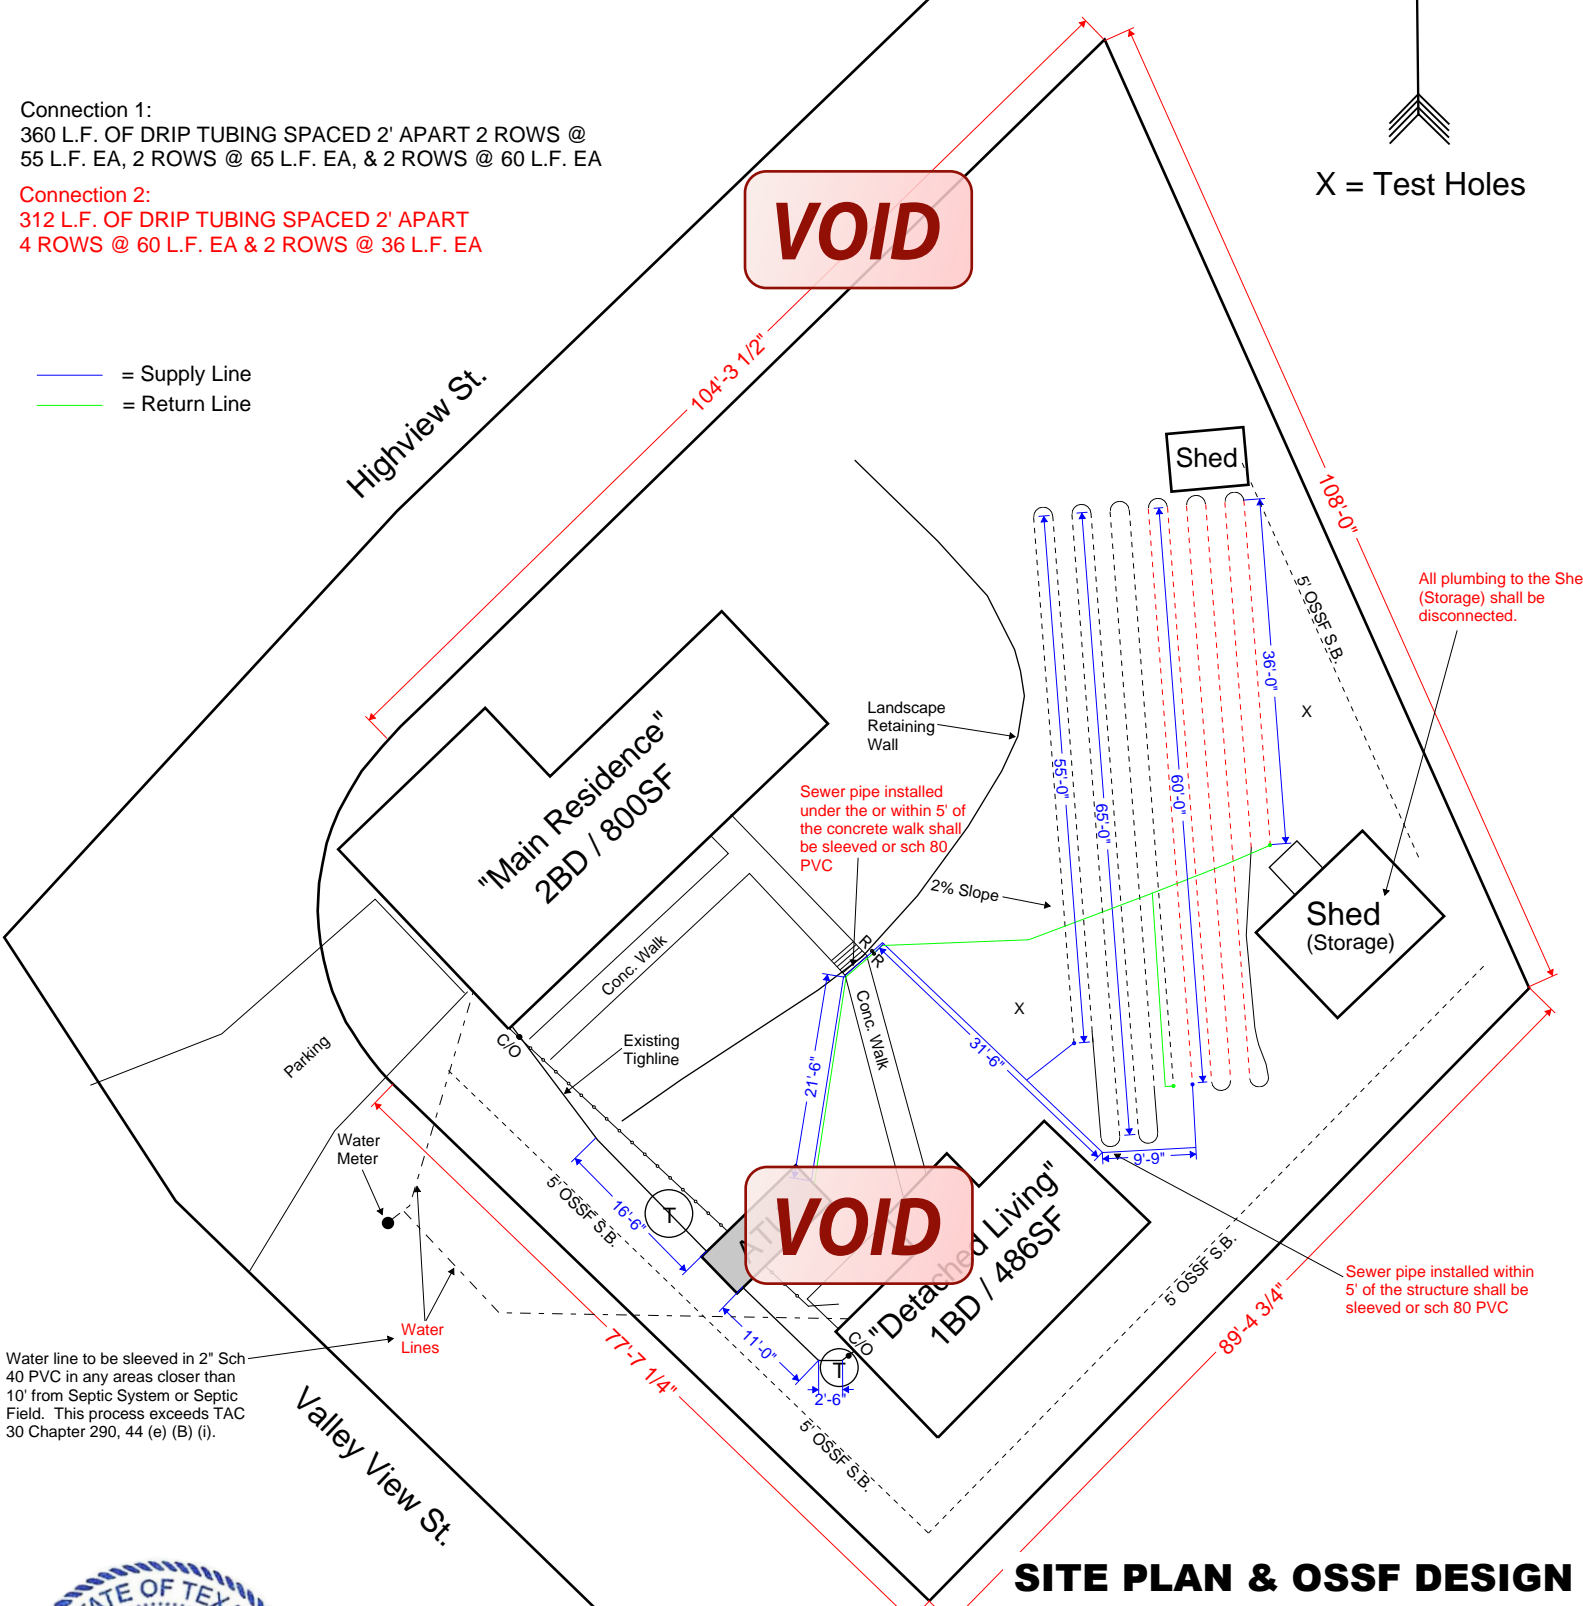 Connection 1:
360 L.F. OF DRIP TUBING SPACED 2' APART 2 ROWS @
55 L.F. EA, 2 ROWS @ 65 L.F. EA, & 2 ROWS @ 60 L.F. EA
Connection 2:
312 L.F. OF DRIP TUBING SPACED 2' APART
4 ROWS @ 60 L.F. EA & 2 ROWS @ 36 L.F. EA
X = Test Holes
VOID
= Supply Line
= Return Line
Highview St.
104'-3 1/2"
108'-0"
Shed
5' OSSF S.B.
All plumbing to the She
(Storage) shall be
disconnected.
36'-0"
X
Landscape
Retaining
Wall
55'-0"
65'-0"
60'-0"
"Main Residence"
2BD / 800SF
Sewer pipe installed
under the or within 5' of
the concrete walk shall
be sleeved or sch 80
PVC
2% Slope
Shed
(Storage)
R
R
Conc. Walk
Conc. Walk
X
C/O
Existing
Tighline
Parking
21'-6"
31'-6"
Water
Meter
9'-9"
5' OSSF S.B.
16'-6"
T
VOID
"Detached Living"
1BD / 486SF
5' OSSF S.B.
Sewer pipe installed within
5' of the structure shall be
sleeved or sch 80 PVC
Water
Lines
Water line to be sleeved in 2" Sch
40 PVC in any areas closer than
10' from Septic System or Septic
Field. This process exceeds TAC
30 Chapter 290, 44 (e) (B) (i).
11'-0"
C/O
T
2'-6"
77'-7 1/4"
89'-4 3/4"
5' OSSF S.B.
Valley View St.
SITE PLAN & OSSF DESIGN